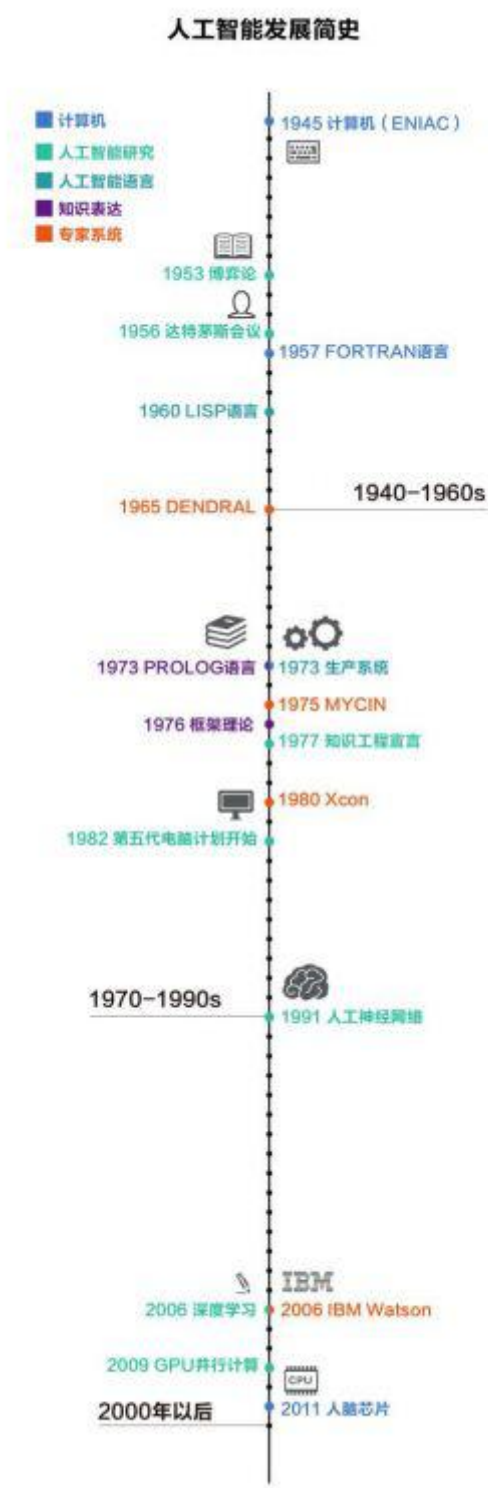 人工智能发展简史
计算机
人工智能研究
人工智能语言
知识表达
专家系统
1945 计算机（ENIAC）
1953 博弈论
1956 达特茅斯会议
1957 FORTRAN语言
1960 LISP语言
1940-1960s
1965 DENDRAL
1973 PROLOG语言
1973 生产系统
1975 MYCIN
1976 框架理论
1977 知识工程宣言
1980 Xcon
1982 第五代电脑计划开始
1970-1990s
1991 人工神经网络
IBM
2006 深度学习
2006 IBM Watson
2009 GPU并行计算
CPU
2011 人脑芯片
2000年以后